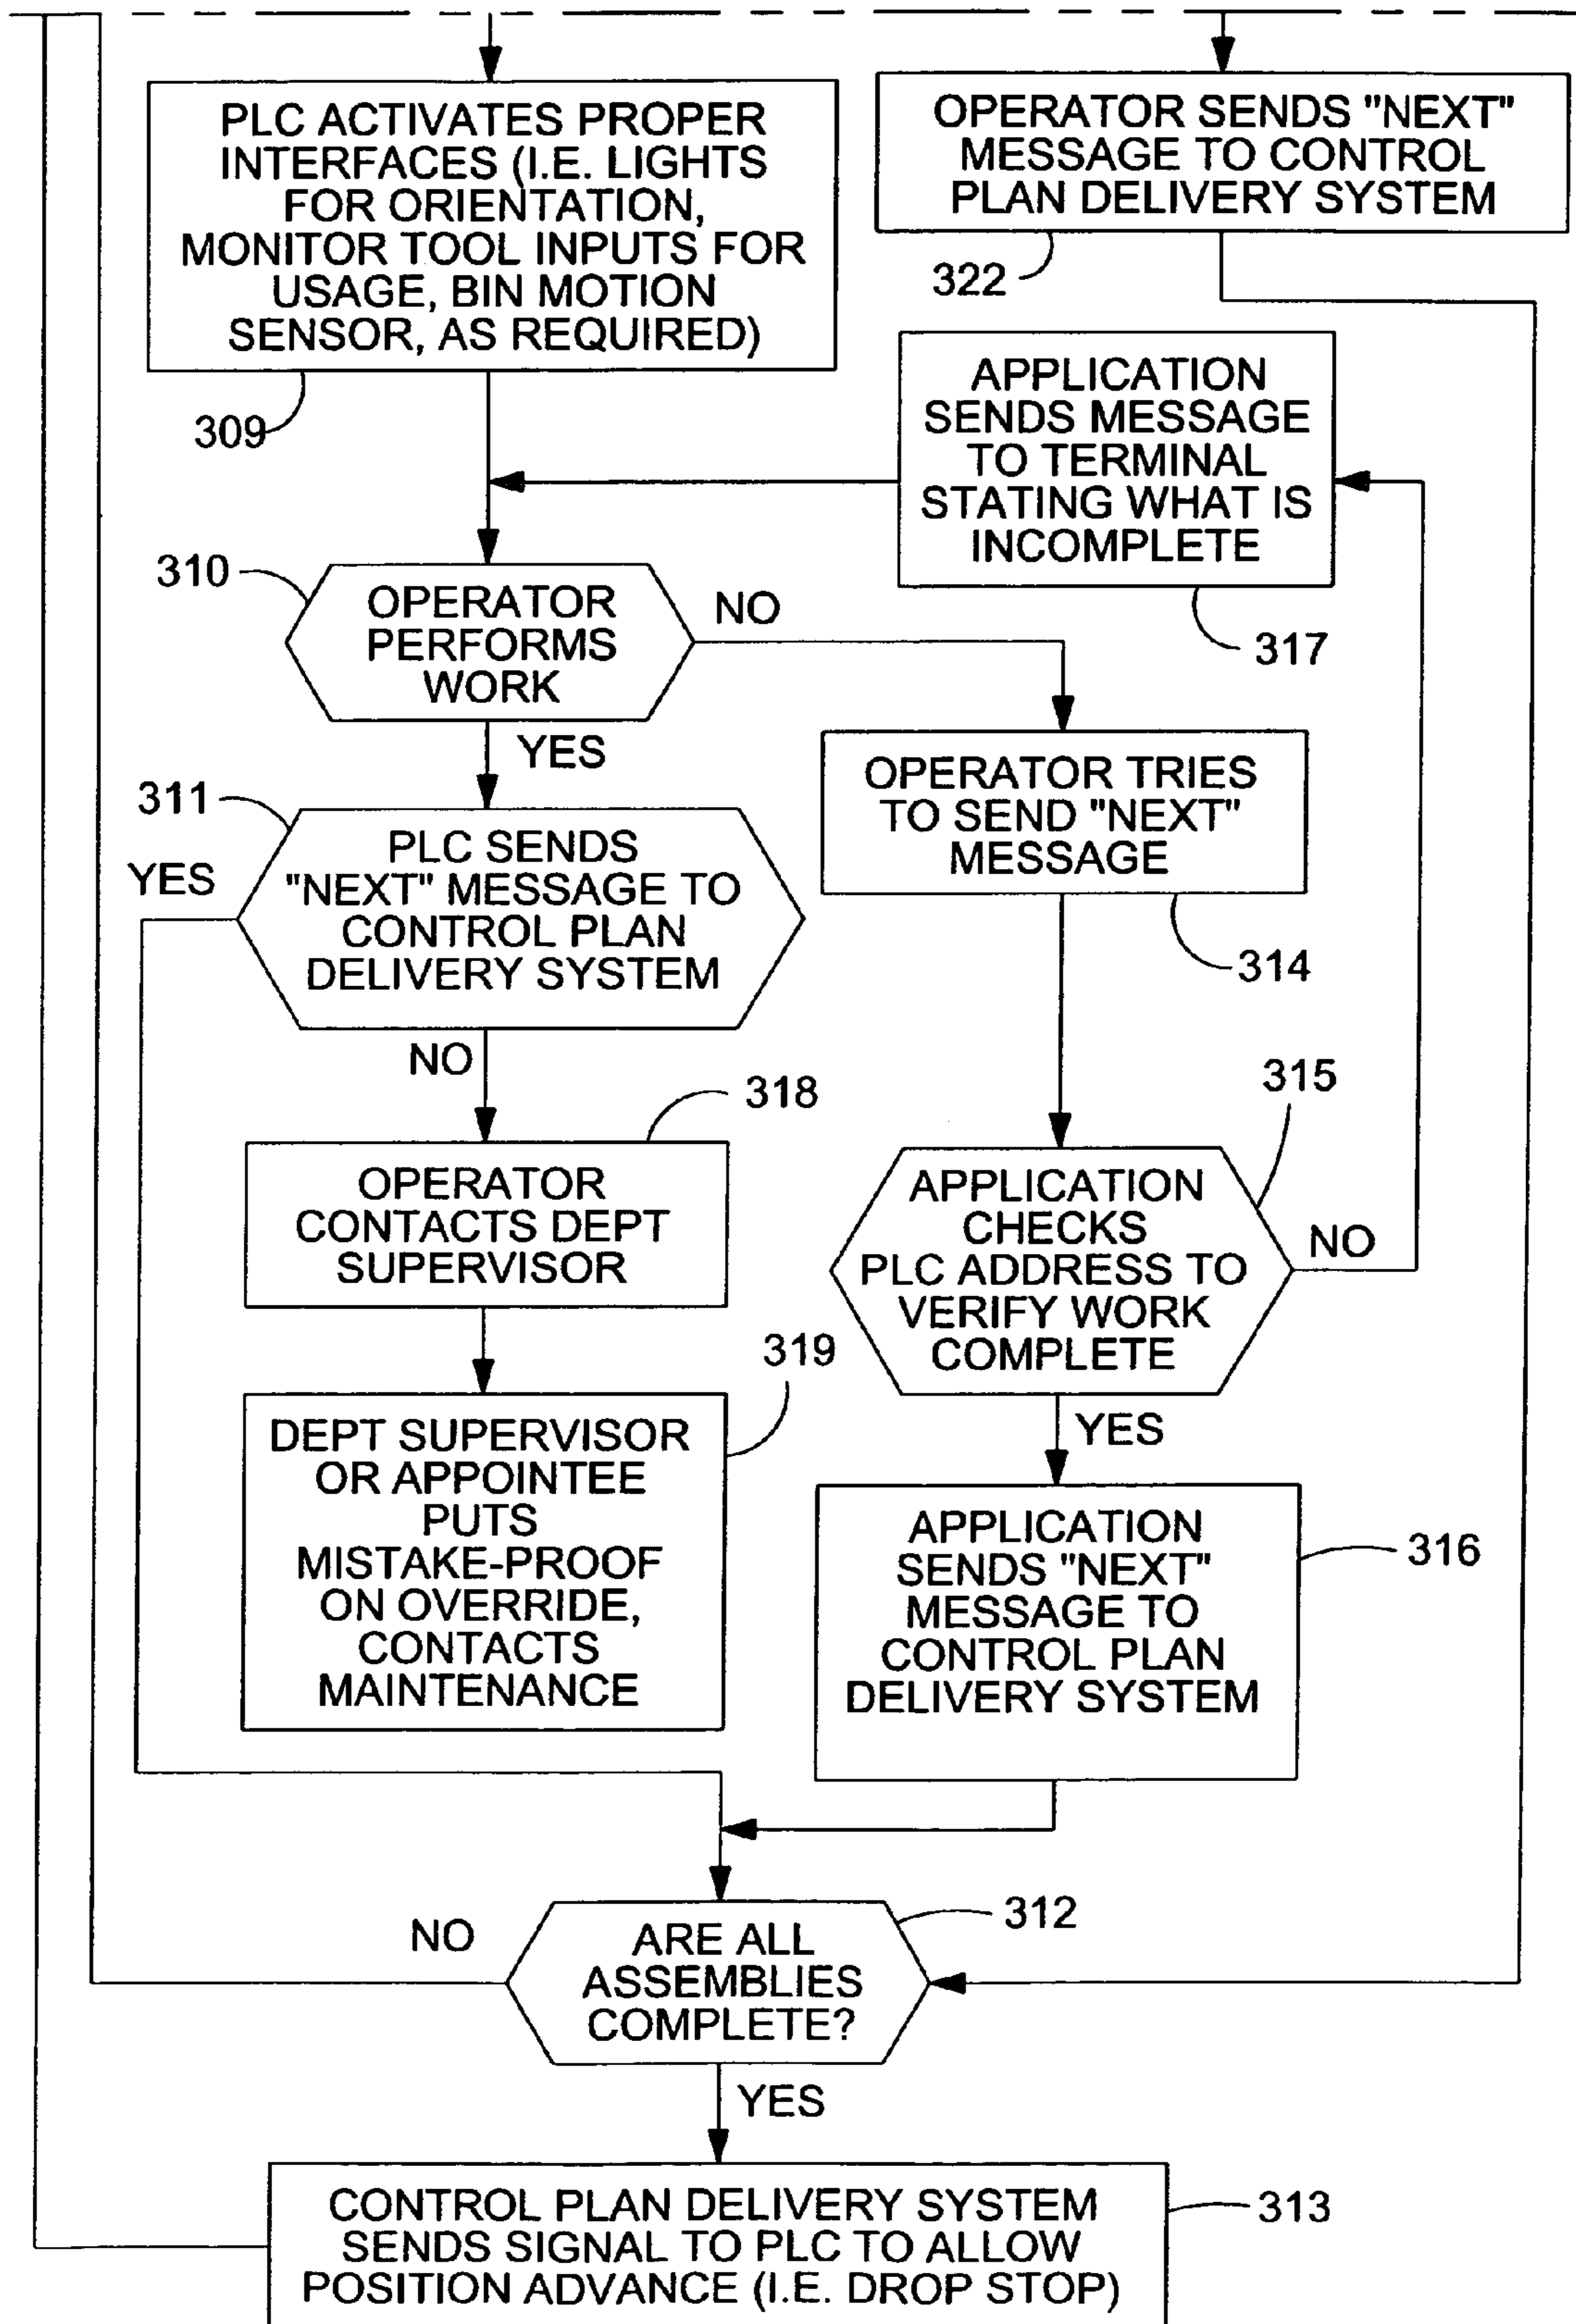 PLC ACTIVATES PROPER
INTERFACES (I.E. LIGHTS
FOR ORIENTATION,
MONITOR TOOL INPUTS FOR
USAGE, BIN MOTION
SENSOR, AS REQUIRED)
309
OPERATOR SENDS "NEXT"
MESSAGE TO CONTROL
PLAN DELIVERY SYSTEM
322
APPLICATION
SENDS MESSAGE
TO TERMINAL
STATING WHAT IS
INCOMPLETE
317
310
OPERATOR
PERFORMS
WORK
NO
YES
311
PLC SENDS
"NEXT" MESSAGE TO
CONTROL PLAN
DELIVERY SYSTEM
YES
NO
OPERATOR TRIES
TO SEND "NEXT"
MESSAGE
314
318
OPERATOR
CONTACTS DEPT
SUPERVISOR
315
APPLICATION
CHECKS
PLC ADDRESS TO
VERIFY WORK
COMPLETE
NO
YES
319
DEPT SUPERVISOR
OR APPOINTEE
PUTS
MISTAKE-PROOF
ON OVERRIDE,
CONTACTS
MAINTENANCE
APPLICATION
SENDS "NEXT"
MESSAGE TO
CONTROL PLAN
DELIVERY SYSTEM
316
312
NO
ARE ALL
ASSEMBLIES
COMPLETE?
YES
CONTROL PLAN DELIVERY SYSTEM
SENDS SIGNAL TO PLC TO ALLOW
POSITION ADVANCE (I.E. DROP STOP)
313